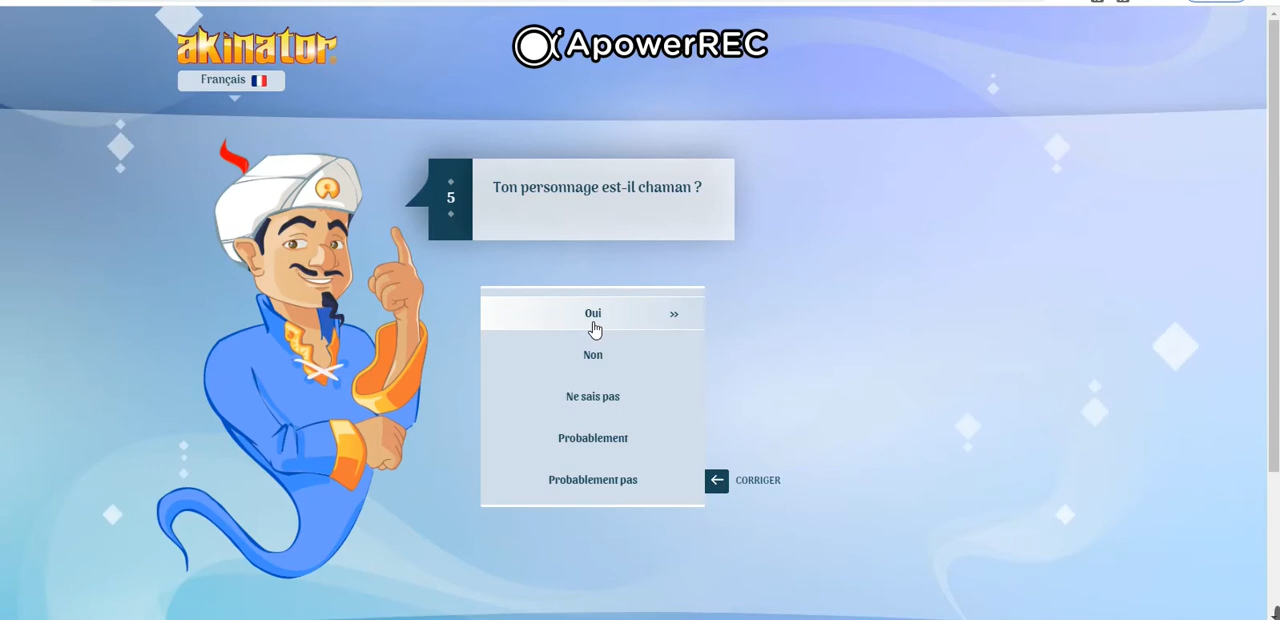 akinator
ApowerREC
Français
5
Ton personnage est-il chaman ?
Oui
Non
Ne sais pas
Probablement
Probablement pas
CORRIGER